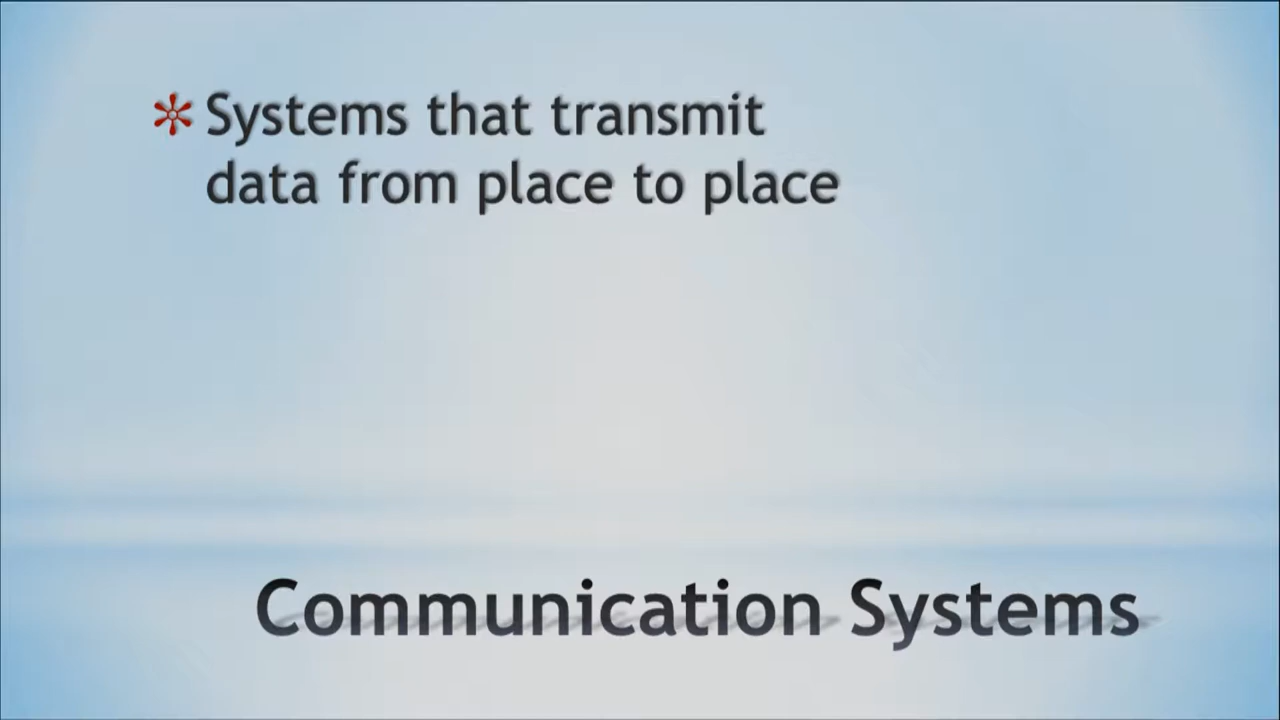 * Systems that transmit
data from place to place
Communication Systems